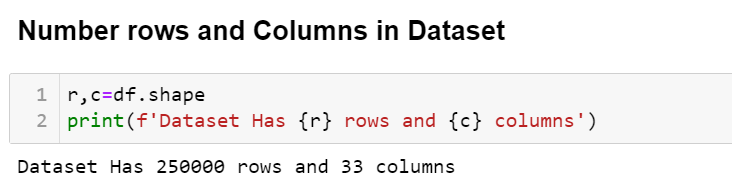 Number rows and Columns in Dataset
1 r,c=df.shape
2 print(f'Dataset Has {r} rows and {c} columns')
Dataset Has 250000 rows and 33 columns